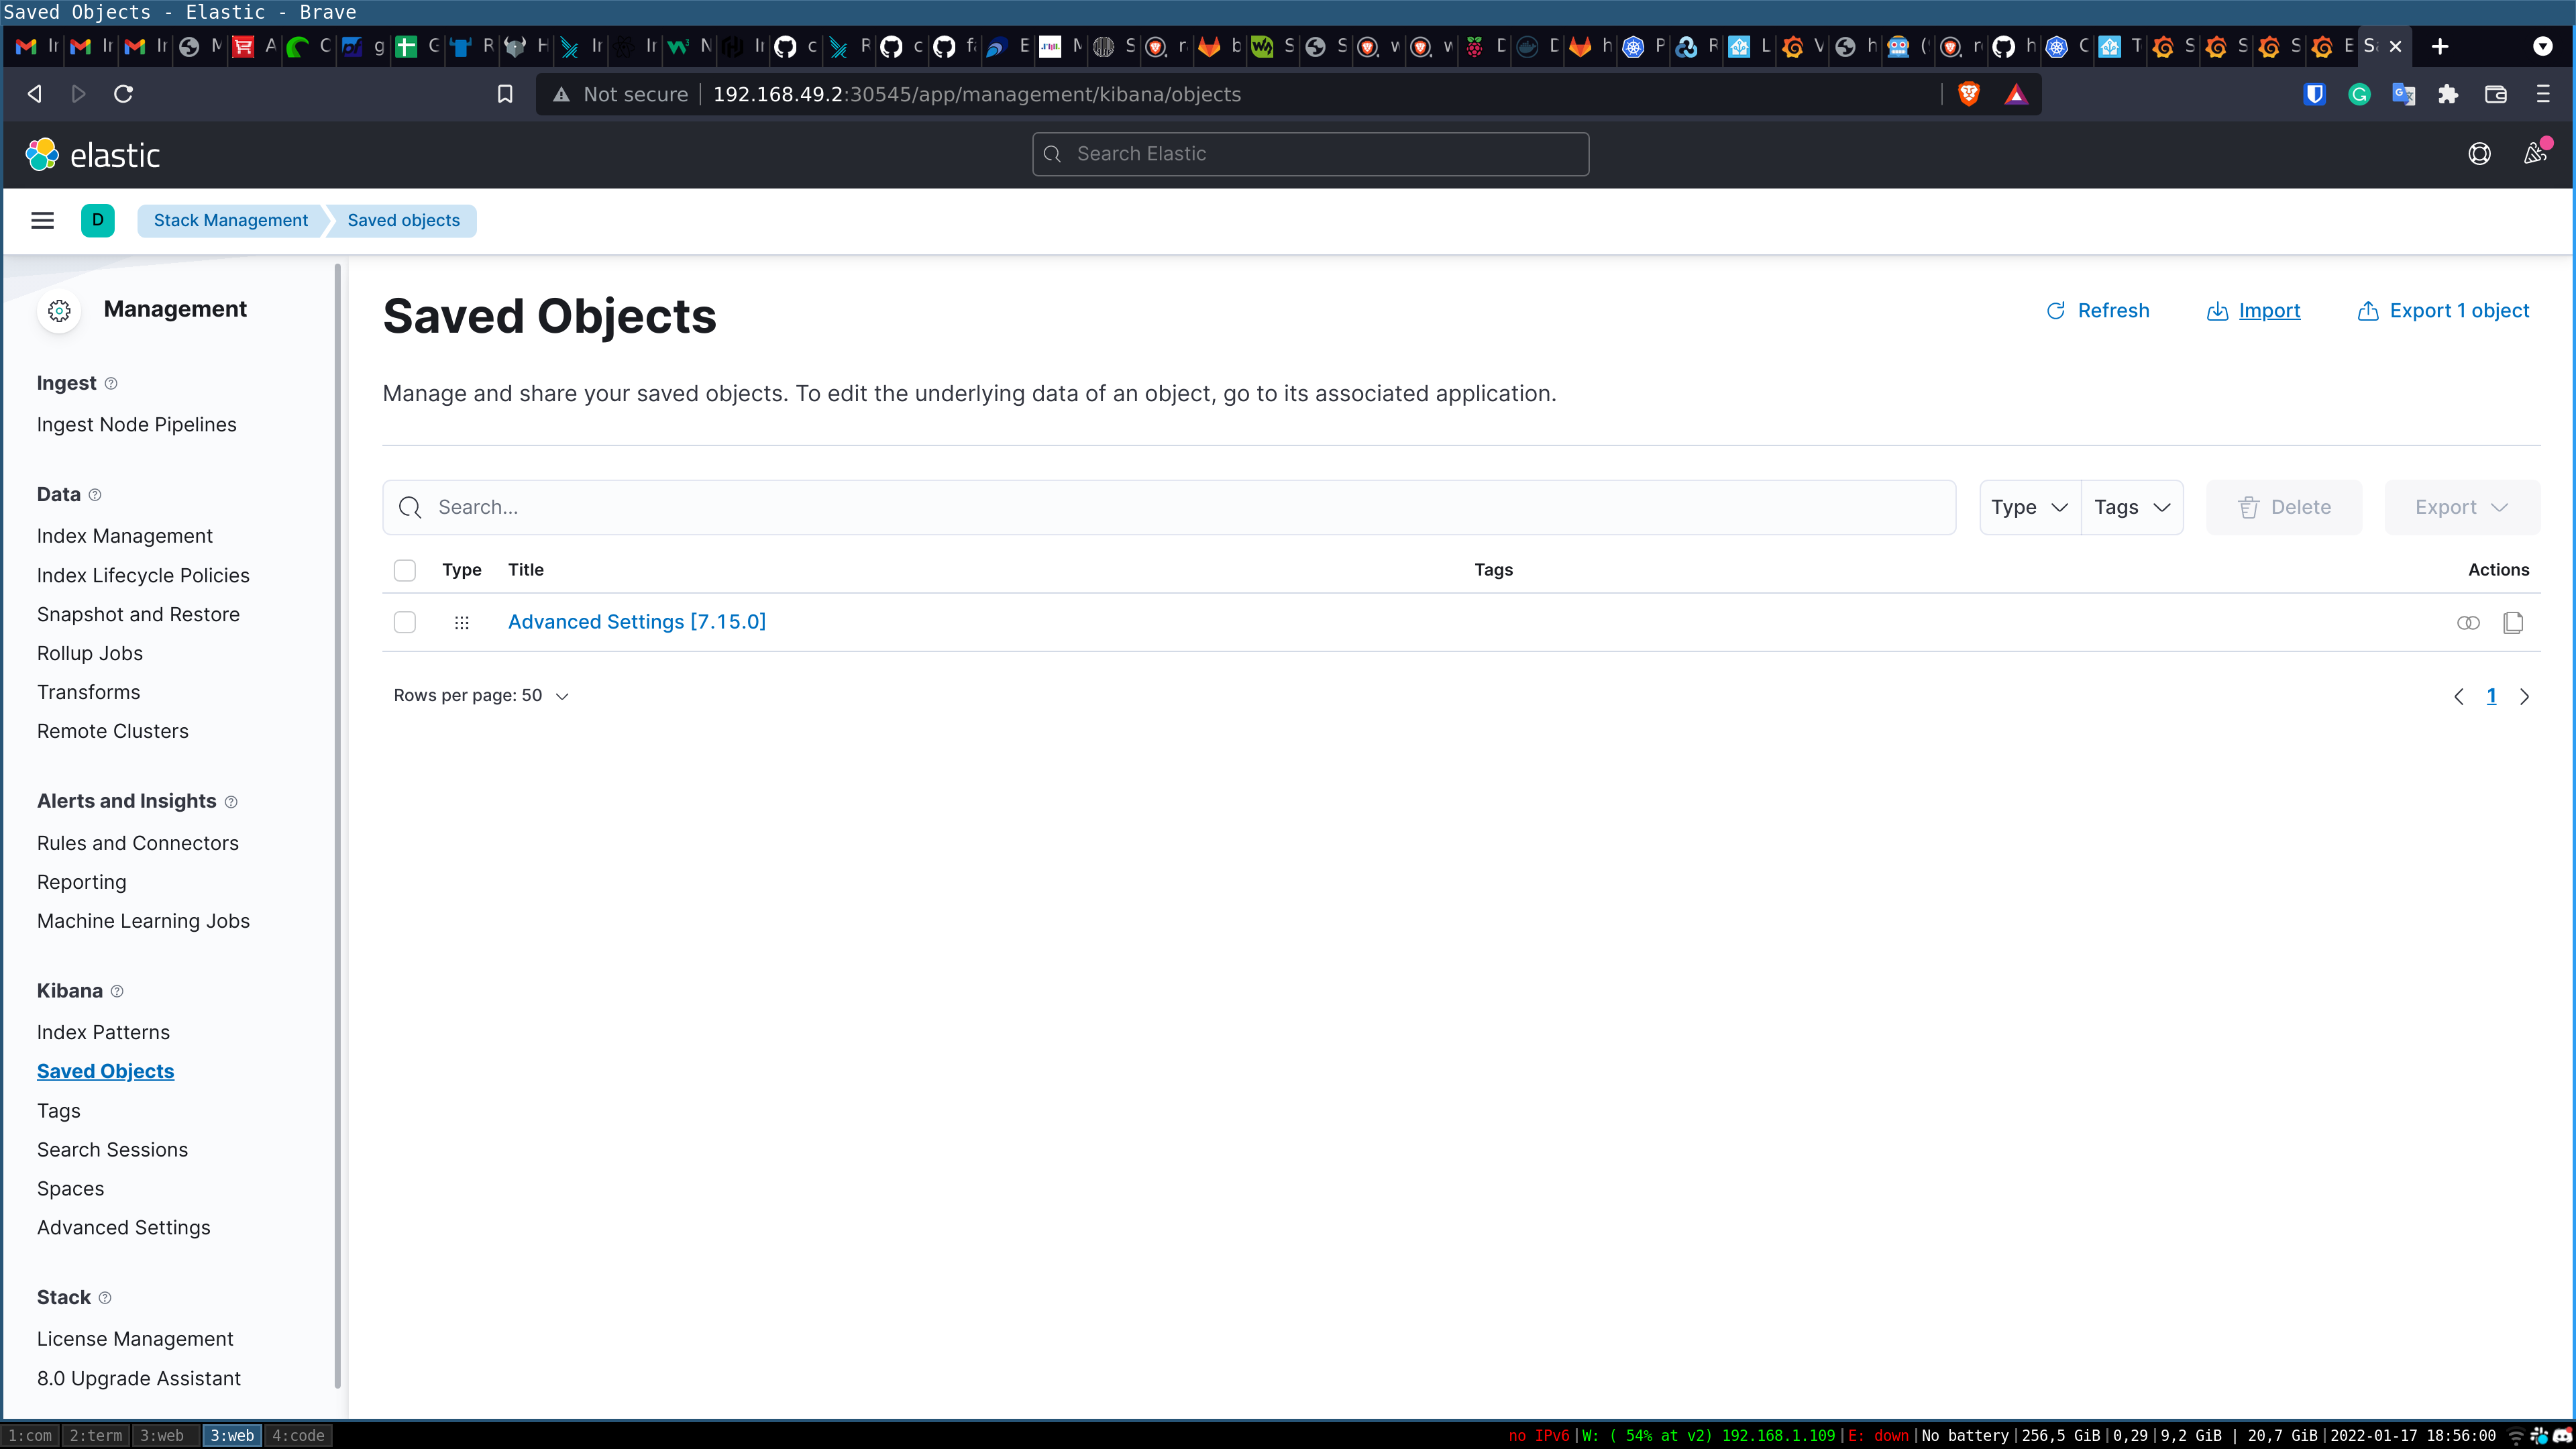 Saved Objects - Elastic - Brave
Not secure 192.168.49.2:30545/app/management/kibana/objects
elastic
Search Elastic
D
Stack Management
Saved objects
Management
Ingest
Ingest Node Pipelines
Data
Index Management
Index Lifecycle Policies
Snapshot and Restore
Rollup Jobs
Transforms
Remote Clusters
Alerts and Insights
Rules and Connectors
Reporting
Machine Learning Jobs
Kibana
Index Patterns
Saved Objects
Tags
Search Sessions
Spaces
Advanced Settings
Stack
License Management
8.0 Upgrade Assistant
Saved Objects
Refresh
Import
Export 1 object
Manage and share your saved objects. To edit the underlying data of an object, go to its associated application.
Search...
Type
Tags
Delete
Export
Type Title Tags Actions
Advanced Settings [7.15.0]
Rows per page: 50
1
1:com 2:term 3:web 3:web 4:code
no IPv6|W: ( 54% at v2) 192.168.1.109|E: down|No battery|256,5 GiB|0,29|9,2 GiB | 20,7 GiB|2022-01-17 18:56:00